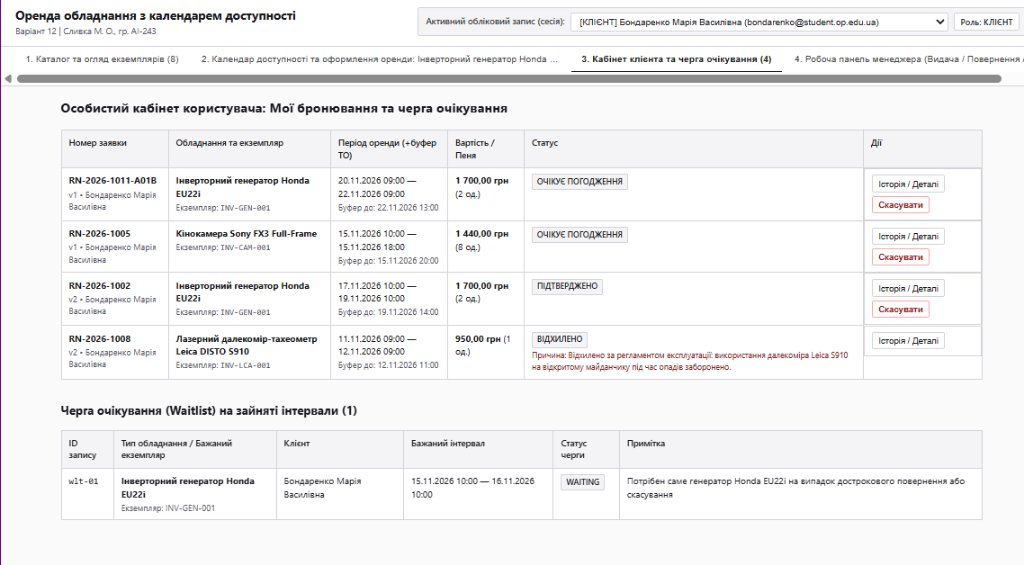 Оренда обладнання з календарем доступності
Варіант 12 | Сливка М. О., гр. АІ-243
Активний обліковий запис (сесія):
[КЛІЄНТ] Бондаренко Марія Василівна (bondarenko@student.op.edu.ua)
Роль: КЛІЄНТ
1. Каталог та огляд екземплярів (8)
2. Календар доступності та оформлення оренди: Інверторний генератор Honda ...
3. Кабінет клієнта та черга очікування (4)
4. Робоча панель менеджера (Видача / Повернення /
Особистий кабінет користувача: Мої бронювання та черга очікування
Номер заявки
Обладнання та екземпляр
Період оренди (+буфер
ТО)
Вартість /
Пеня
Статус
Дії
RN-2026-1011-A01B
v1 • Бондаренко Марія
Василівна
Інверторний генератор Honda
EU22i
Екземпляр: INV-GEN-001
20.11.2026 09:00 —
22.11.2026 09:00
Буфер до: 22.11.2026 13:00
1 700,00 грн
(2 од.)
ОЧІКУЄ ПОГОДЖЕННЯ
Історія / Деталі
Скасувати
RN-2026-1005
v1 • Бондаренко Марія
Василівна
Кінокамера Sony FX3 Full-Frame
Екземпляр: INV-CAM-001
15.11.2026 10:00 —
15.11.2026 18:00
Буфер до: 15.11.2026 20:00
1 440,00 грн
(8 од.)
ОЧІКУЄ ПОГОДЖЕННЯ
Історія / Деталі
Скасувати
RN-2026-1002
v2 • Бондаренко Марія
Василівна
Інверторний генератор Honda
EU22i
Екземпляр: INV-GEN-001
17.11.2026 10:00 —
19.11.2026 10:00
Буфер до: 19.11.2026 14:00
1 700,00 грн
(2 од.)
ПІДТВЕРДЖЕНО
Історія / Деталі
Скасувати
RN-2026-1008
v2 • Бондаренко Марія
Василівна
Лазерний далекомір-тахеометр
Leica DISTO S910
Екземпляр: INV-LCA-001
11.11.2026 09:00 —
12.11.2026 09:00
Буфер до: 12.11.2026 11:00
950,00 грн (1
од.)
ВІДХИЛЕНО
Причина: Відхилено за регламентом експлуатації: використання далекоміра Leica S910
на відкритому майданчику під час опадів заборонено.
Історія / Деталі
Черга очікування (Waitlist) на зайняті інтервали (1)
ID
запису
Тип обладнання / Бажаний
екземпляр
Клієнт
Бажаний інтервал
Статус
черги
Примітка
wlt-01
Інверторний генератор Honda
EU22i
Екземпляр: INV-GEN-001
Бондаренко Марія
Василівна
15.11.2026 10:00 — 16.11.2026
10:00
WAITING
Потрібен саме генератор Honda EU22i на випадок дострокового повернення або
скасування